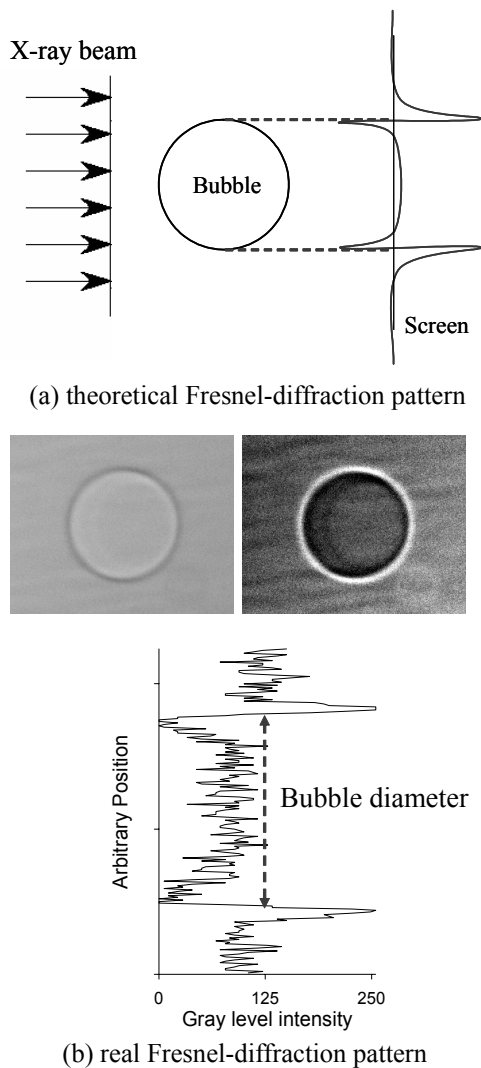 X-ray beam
Bubble
Screen
(a) theoretical Fresnel-diffraction pattern
Arbitrary Position
Bubble diameter
0 125 250
Gray level intensity
(b) real Fresnel-diffraction pattern